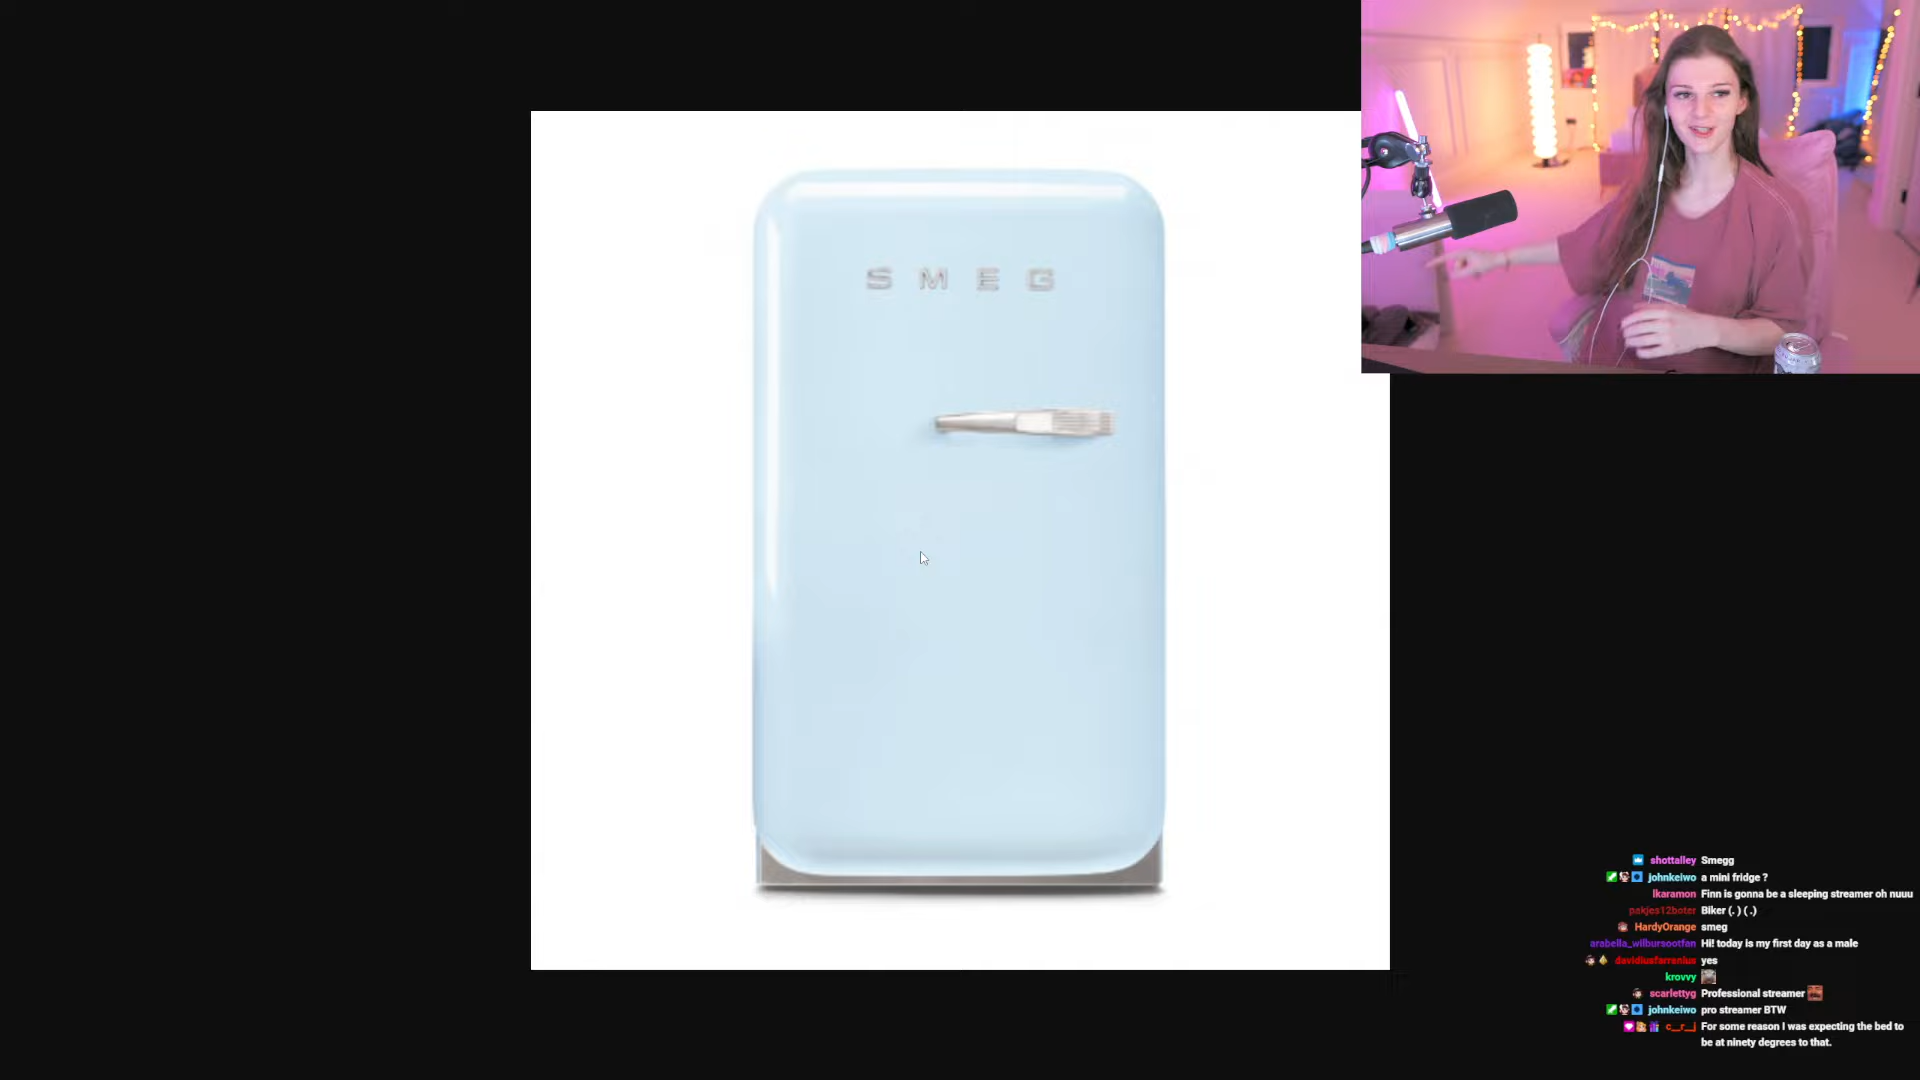 SMEG
shottalley Smegg
johnkeiwo a mini fridge ?
lkaramon Finn is gonna be a sleeping streamer oh nuuu
pakjes12boter Biker (. ) ( .)
HardyOrange smeg
arabella_wilbursootfan Hi! today is my first day as a male
davidiusfarranius yes
krovvy
scarlettyg Professional streamer
johnkeiwo pro streamer BTW
c__r__j For some reason I was expecting the bed to
be at ninety degrees to that.